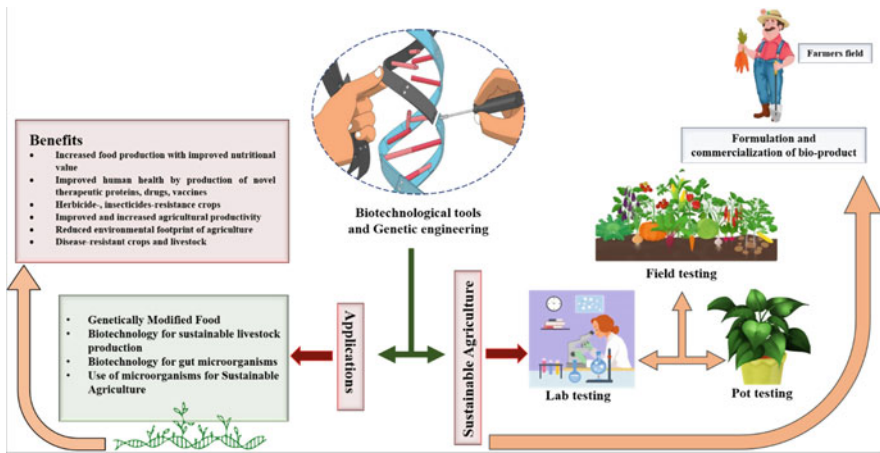 Benefits
• Increased food production with improved nutritional
value
• Improved human health by production of novel
therapeutic proteins, drugs, vaccines
• Herbicide-, insecticides-resistance crops
• Improved and increased agricultural productivity
• Reduced environmental footprint of agriculture
• Disease-resistant crops and livestock
• Genetically Modified Food
• Biotechnology for sustainable livestock
production
• Biotechnology for gut microorganisms
• Use of microorganisms for Sustainable
Agriculture
Applications
Biotechnological tools
and Genetic engineering
Sustainable Agriculture
Lab testing
Pot testing
Field testing
Formulation and
commercialization of bio-product
Farmers field